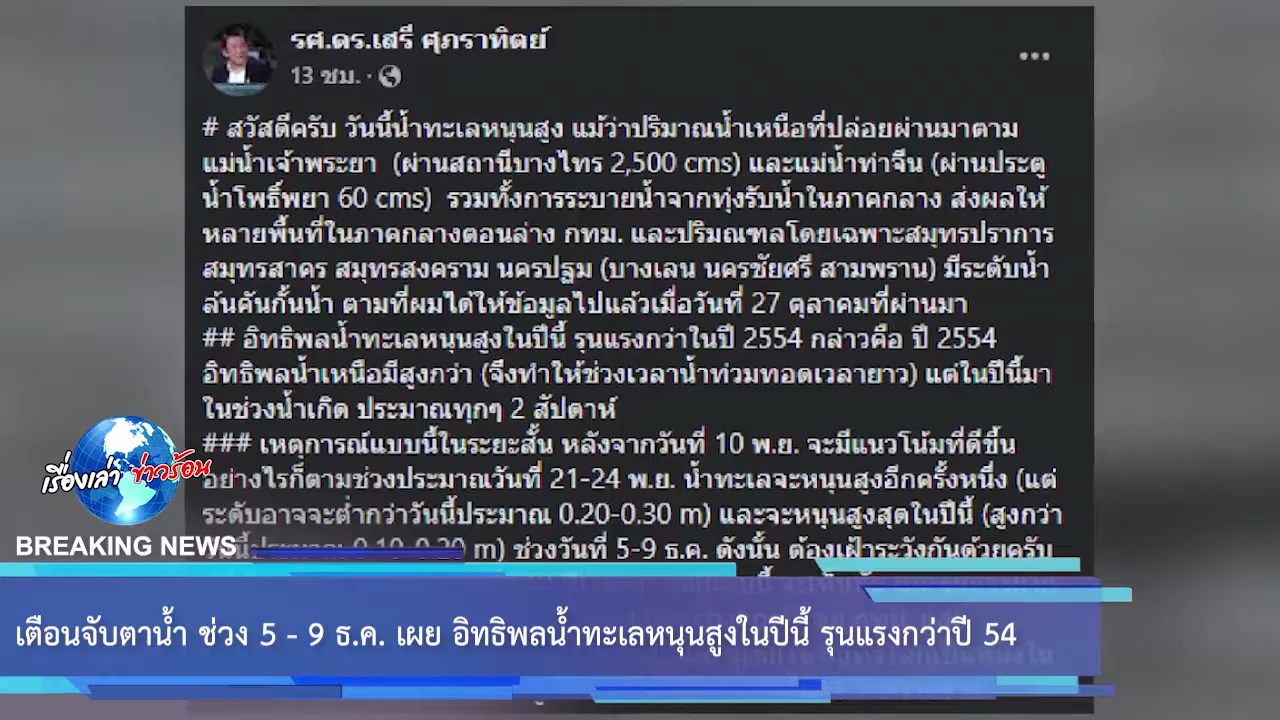 รศ.ดร.เสรี ศุภราทิตย์
13 ชม. ·
# สวัสดีครับ วันนี้น้ำทะเลหนุนสูง แม้ว่าปริมาณน้ำเหนือที่ปล่อยผ่านมาตาม
แม่น้ำเจ้าพระยา (ผ่านสถานีบางไทร 2,500 cms) และแม่น้ำท่าจีน (ผ่านประตู
น้ำโพธิ์พยา 60 cms) รวมทั้งการระบายน้ำจากทุ่งรับน้ำในภาคกลาง ส่งผลให้
หลายพื้นที่ในภาคกลางตอนล่าง กทม. และปริมณฑลโดยเฉพาะสมุทรปราการ
สมุทรสาคร สมุทรสงคราม นครปฐม (บางเลน นครชัยศรี สามพราน) มีระดับน้ำ
ล้นคันกั้นน้ำ ตามที่ผมได้ให้ข้อมูลไปแล้วเมื่อวันที่ 27 ตุลาคมที่ผ่านมา
## อิทธิพลน้ำทะเลหนุนสูงในปีนี้ รุนแรงกว่าในปี 2554 กล่าวคือ ปี 2554
อิทธิพลน้ำเหนือมีสูงกว่า (จึงทำให้ช่วงเวลาน้ำท่วมทอดเวลายาว) แต่ในปีนี้มา
ในช่วงน้ำเกิด ประมาณทุกๆ 2 สัปดาห์
### เหตุการณ์แบบนี้ในระยะสั้น หลังจากวันที่ 10 พ.ย. จะมีแนวโน้มที่ดีขึ้น
อย่างไรก็ตามช่วงประมาณวันที่ 21-24 พ.ย. น้ำทะเลจะหนุนสูงอีกครั้งหนึ่ง (แต่
ระดับอาจจะต่ำกว่าวันนี้ประมาณ 0.20-0.30 m) และจะหนุนสูงสุดในปีนี้ (สูงกว่า
m) ช่วงวันที่ 5-9 ธ.ค. ดังนั้น ต้องเฝ้าระวังกันด้วยครับ
เรื่องเล่า ข่าวร้อน
BREAKING NEWS
เตือนจับตาน้ำ ช่วง 5 - 9 ธ.ค. เผย อิทธิพลน้ำทะเลหนุนสูงในปีนี้ รุนแรงกว่าปี 54